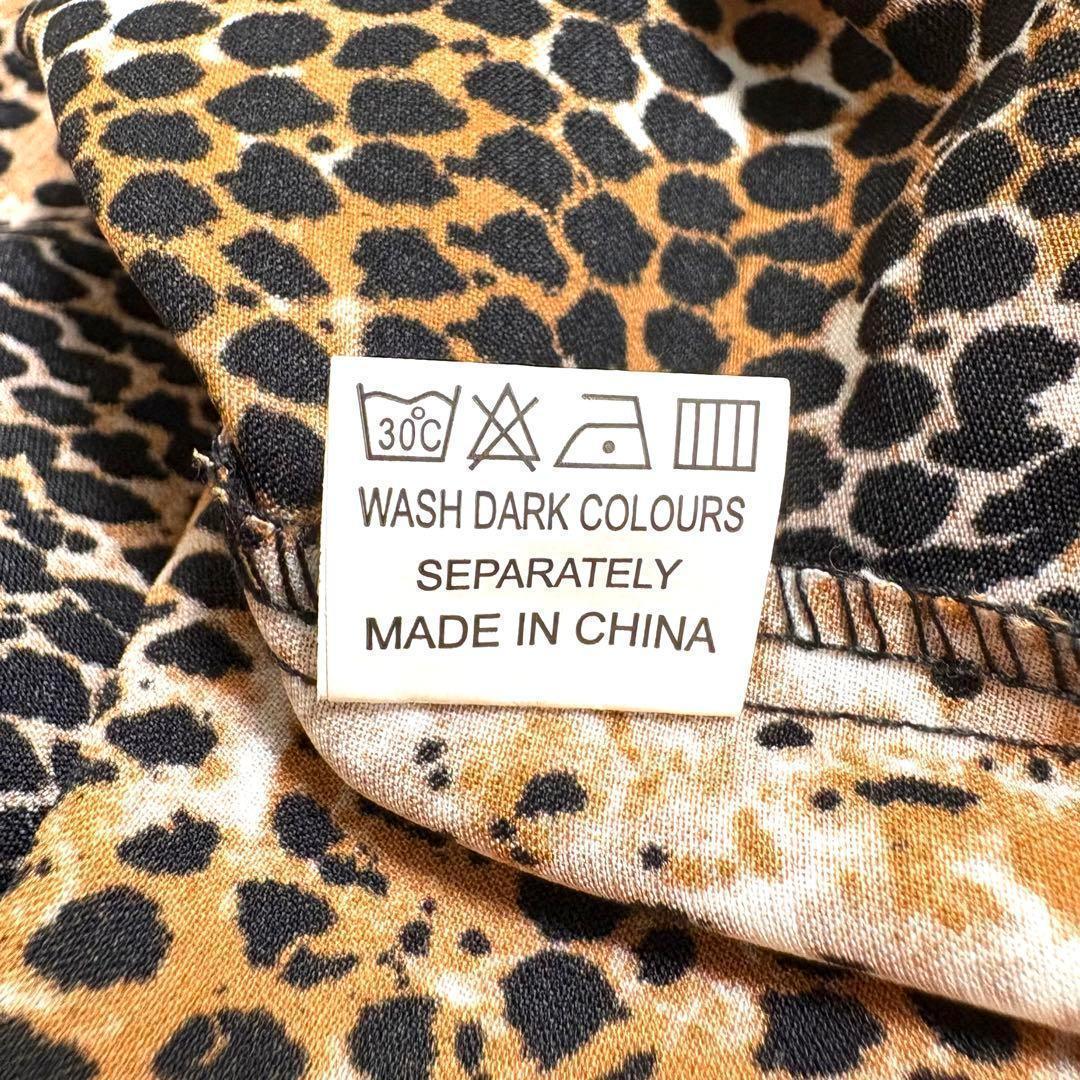 30°C
WASH DARK COLOURS
SEPARATELY
MADE IN CHINA